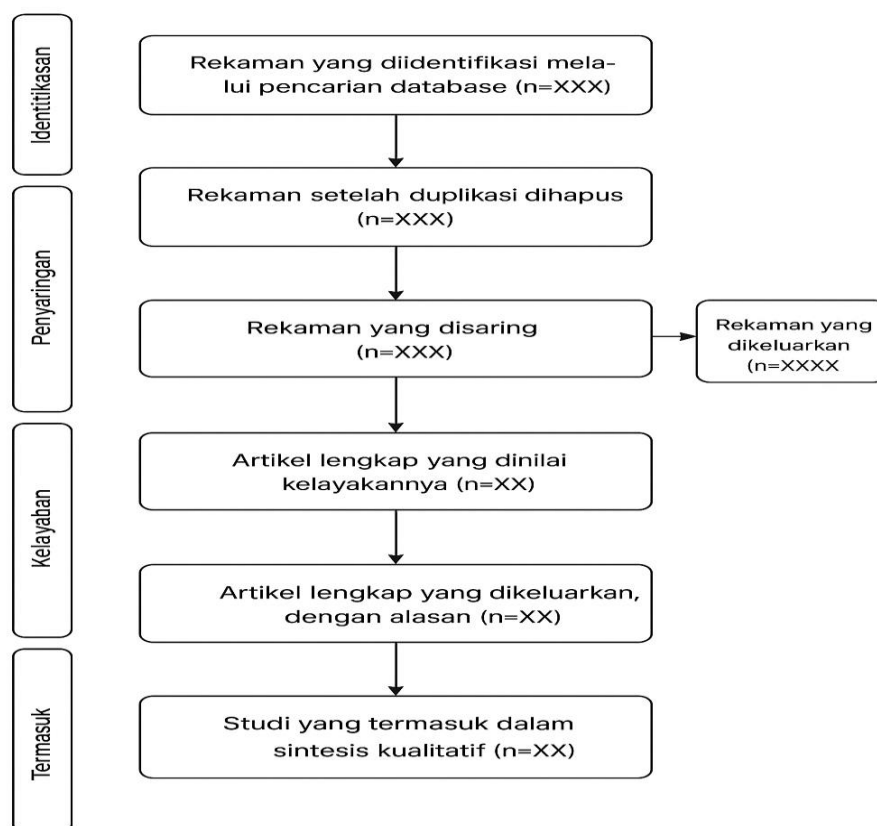 Identitikasan
Rekaman yang diidentifikasi mela-
lui pencarian database (n=XXX)
Penyaringan
Rekaman setelah duplikasi dihapus
(n=XXX)
Rekaman yang disaring
(n=XXX)
Rekaman yang
dikeluarkan
(n=XXXX
Kelayaban
Artikel lengkap yang dinilai
kelayakannya (n=XX)
Artikel lengkap yang dikeluarkan,
dengan alasan (n=XX)
Termasuk
Studi yang termasuk dalam
sintesis kualitatif (n=XX)